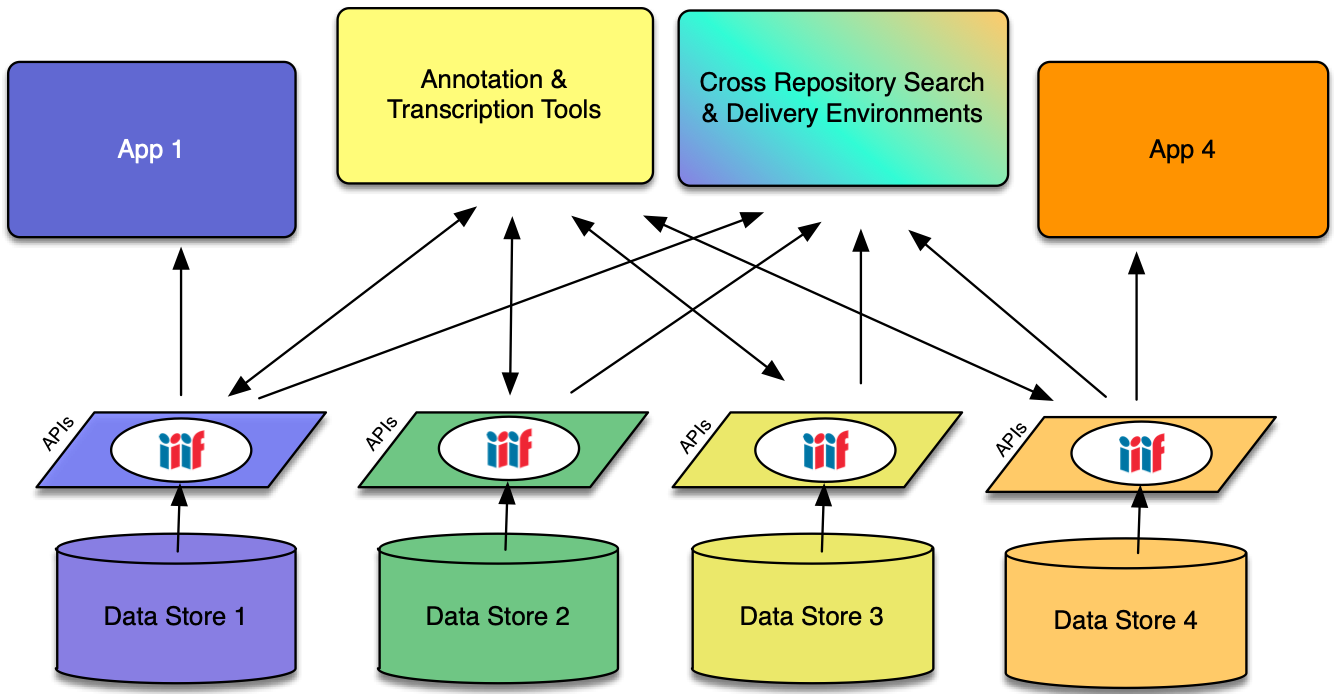 Annotation &
Transcription Tools
Cross Repository Search
& Delivery Environments
App 1
App 4
APIs
iiif
APIs
iiif
APIs
iiif
APIs
iiif
Data Store 1
Data Store 2
Data Store 3
Data Store 4